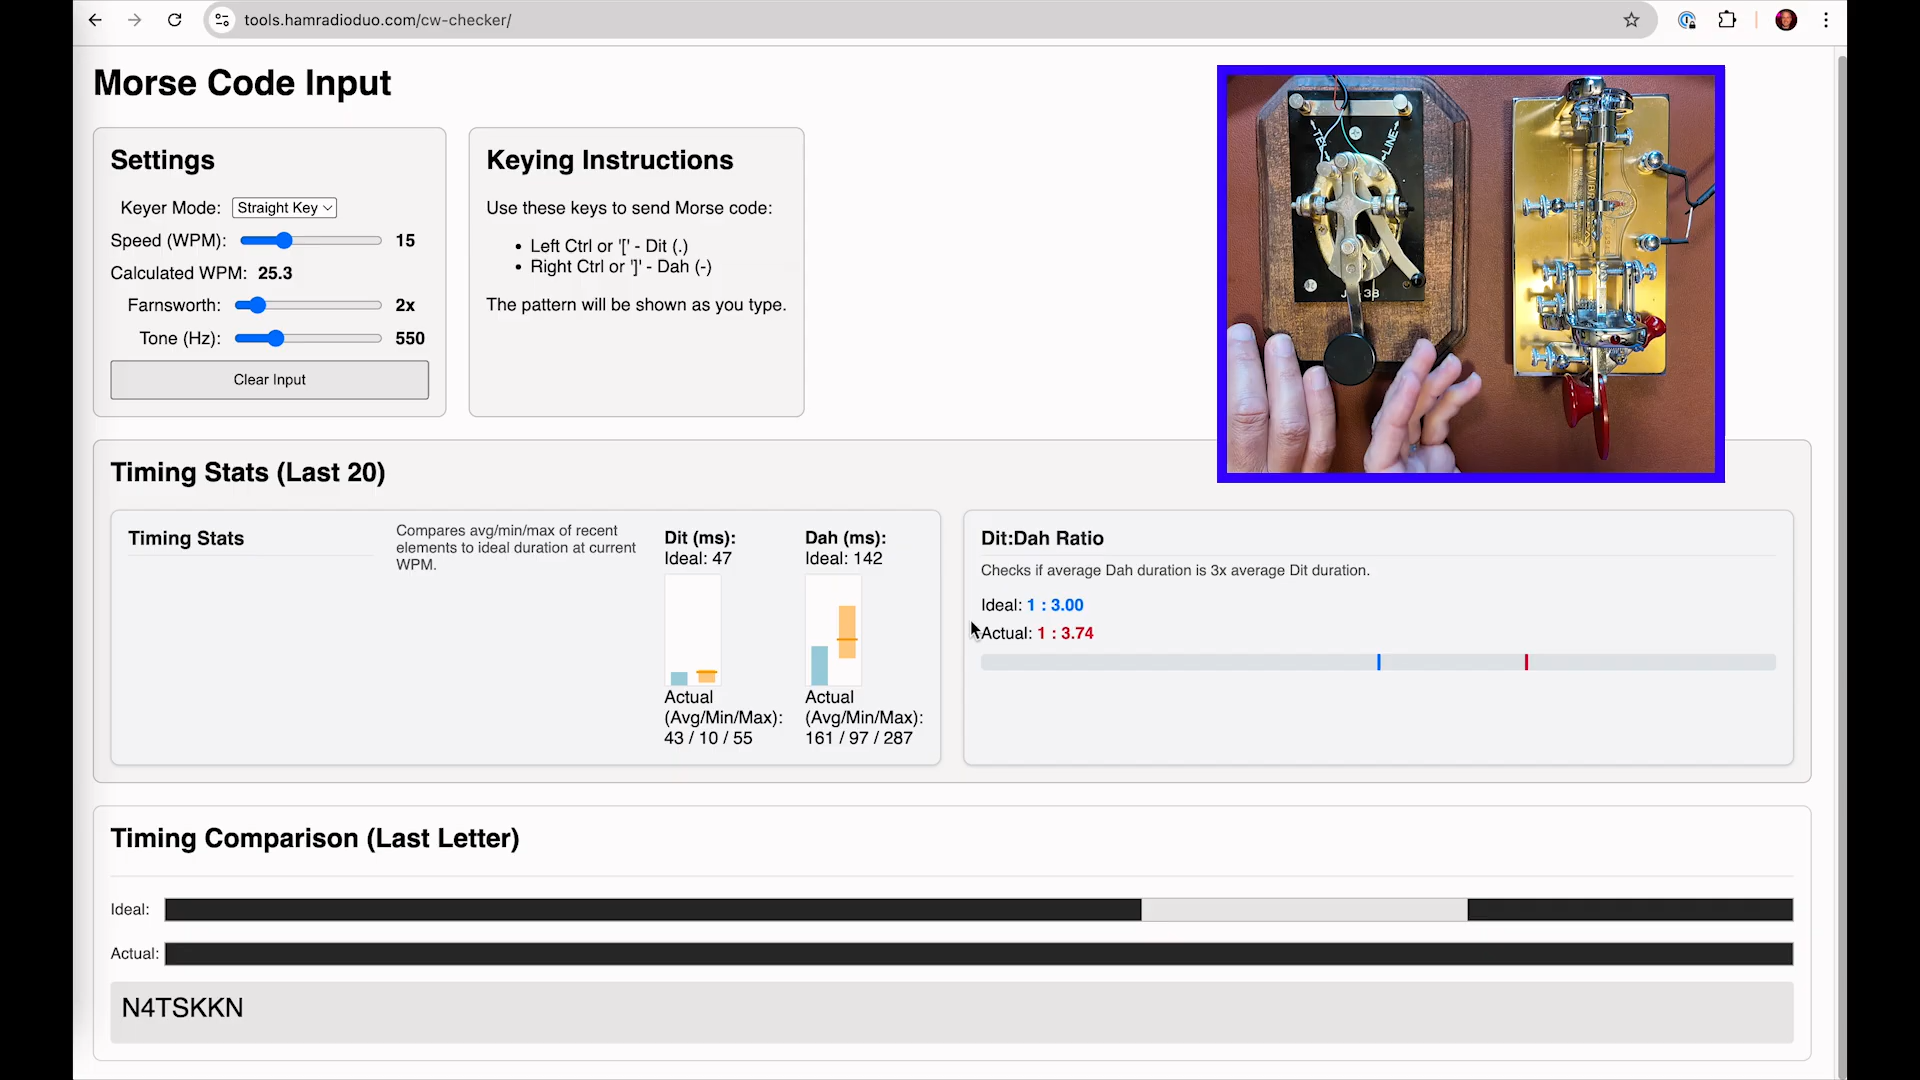 tools.hamradioduo.com/cw-checker/
Morse Code Input
Settings
Keyer Mode: Straight Key
Speed (WPM): 15
Calculated WPM: 25.3
Farnsworth: 2x
Tone (Hz): 550
Clear Input
Keying Instructions
Use these keys to send Morse code:
• Left Ctrl or '[' - Dit (.)
• Right Ctrl or ']' - Dah (-)
The pattern will be shown as you type.
LINE
Timing Stats (Last 20)
Timing Stats
Compares avg/min/max of recent
elements to ideal duration at current
WPM.
Dit (ms):
Ideal: 47
Actual
(Avg/Min/Max):
43 / 10 / 55
Dah (ms):
Ideal: 142
Actual
(Avg/Min/Max):
161 / 97 / 287
Dit:Dah Ratio
Checks if average Dah duration is 3x average Dit duration.
Ideal: 1 : 3.00
Actual: 1 : 3.74
Timing Comparison (Last Letter)
Ideal:
Actual:
N4TSKKN